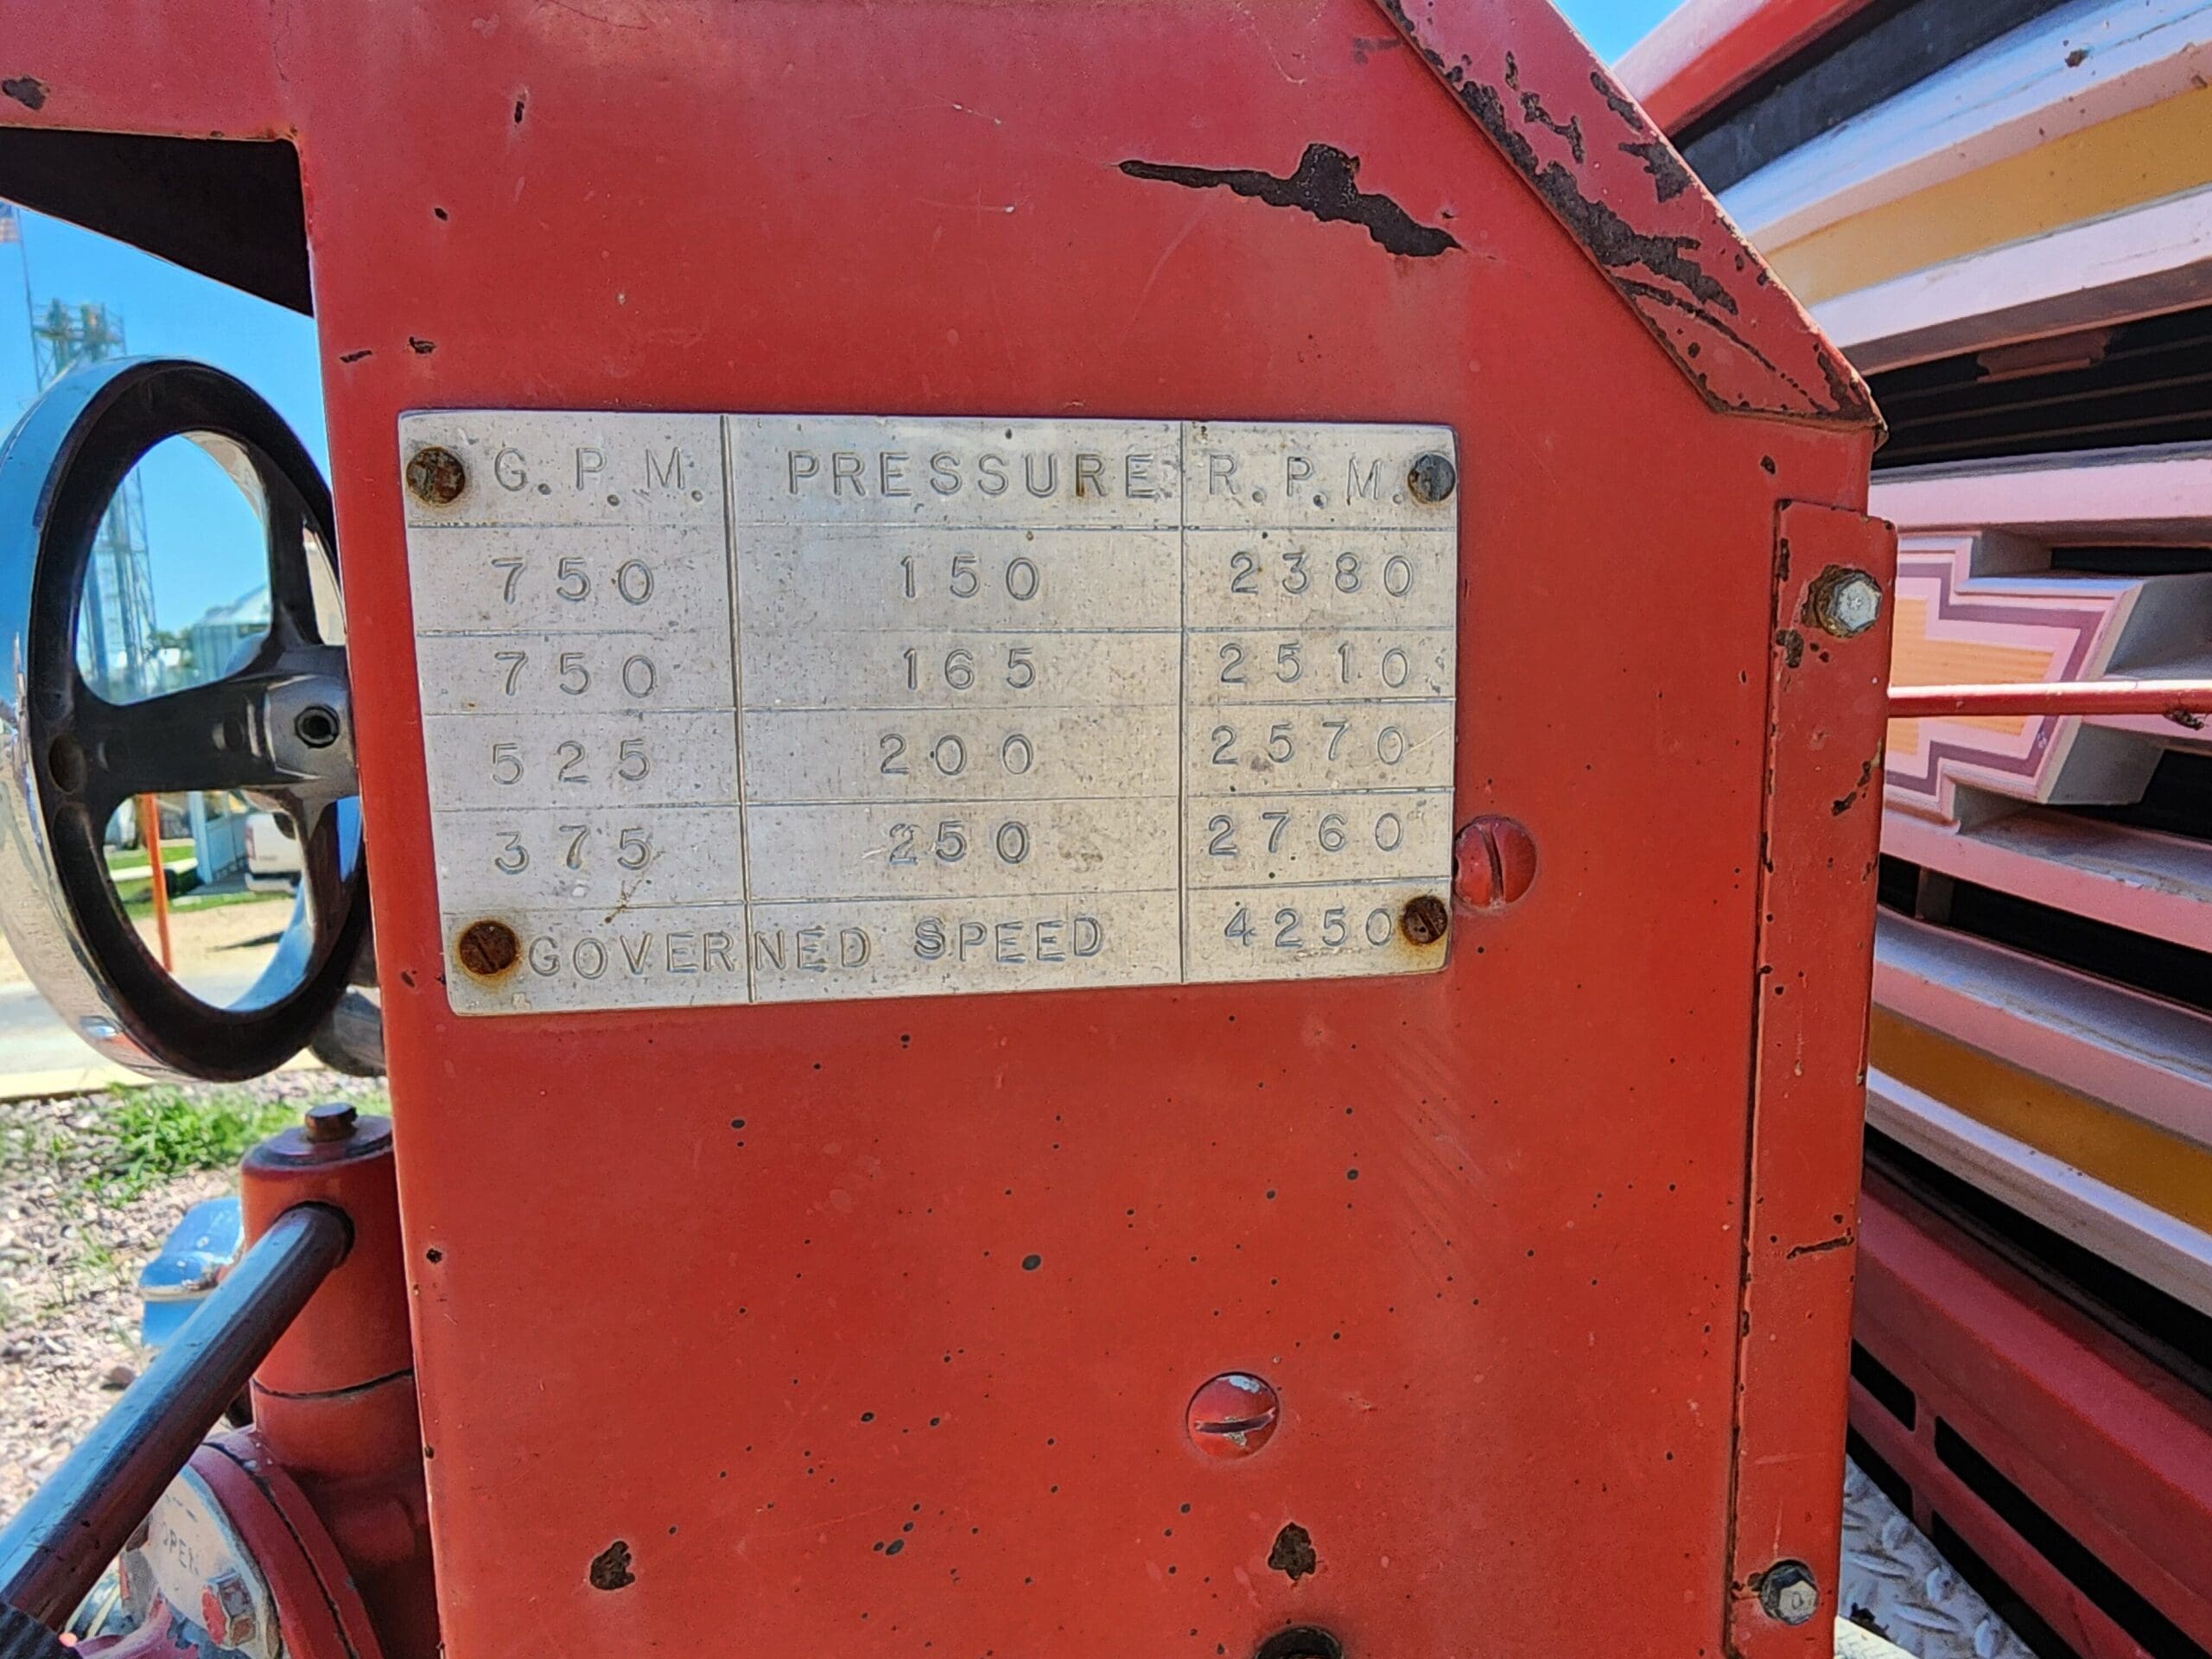 G.P.M. PRESSURE R.P.M.
750 150 2380
750 165 2510
525 200 2570
375 250 2760
GOVERNED SPEED 4250